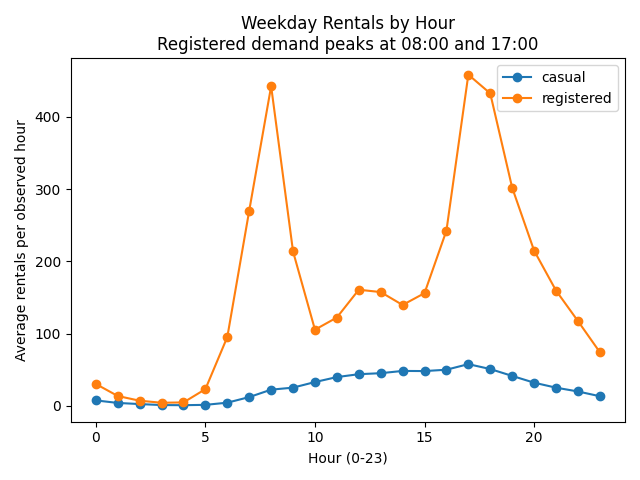 Weekday Rentals by Hour
Registered demand peaks at 08:00 and 17:00
casual
registered
Average rentals per observed hour
400
300
200
100
0
0 5 10 15 20
Hour (0-23)